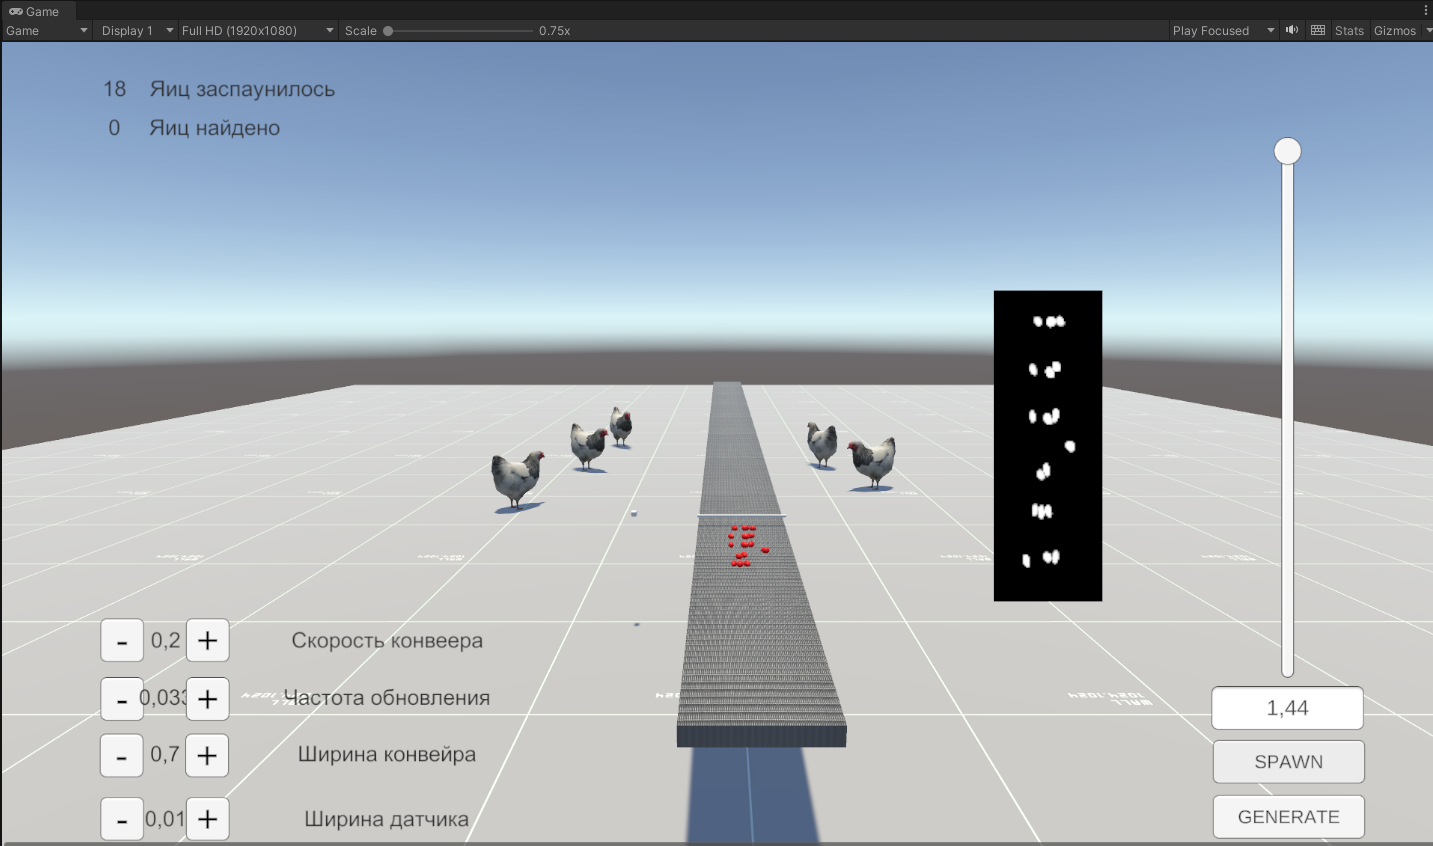 Game
Game Display 1 Full HD (1920x1080) Scale 0.75x Play Focused Stats Gizmos
18 Яиц заспаунилось
0 Яиц найдено
- 0,2 + Скорость конвеера
- 0,033 + Частота обновления
- 0,7 + Ширина конвейра
- 0,01 + Ширина датчика
1,44
SPAWN
GENERATE